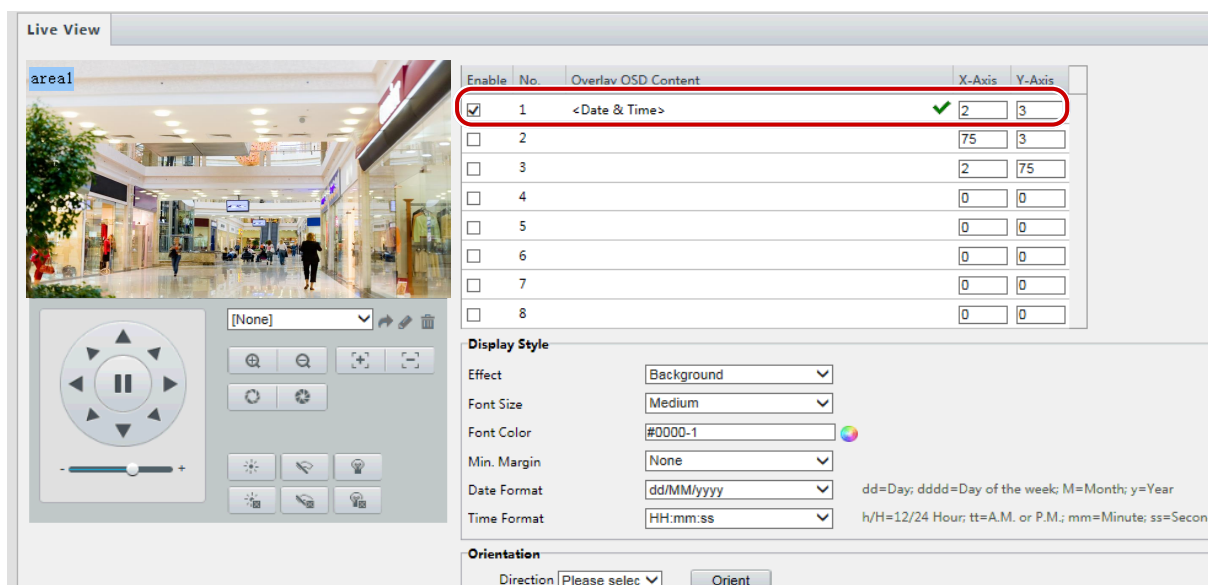 Live View
area1
Enable No. Overlay OSD Content X-Axis Y-Axis
1 <Date & Time> 2 3
2 75 3
3 2 75
4 0 0
5 0 0
6 0 0
7 0 0
8 0 0
[None]
- +
Display Style
Effect Background
Font Size Medium
Font Color #0000-1
Min. Margin None
Date Format dd/MM/yyyy dd=Day; dddd=Day of the week; M=Month; y=Year
Time Format HH:mm:ss h/H=12/24 Hour; tt=A.M. or P.M.; mm=Minute; ss=Secon
Orientation
Direction Please selec Orient